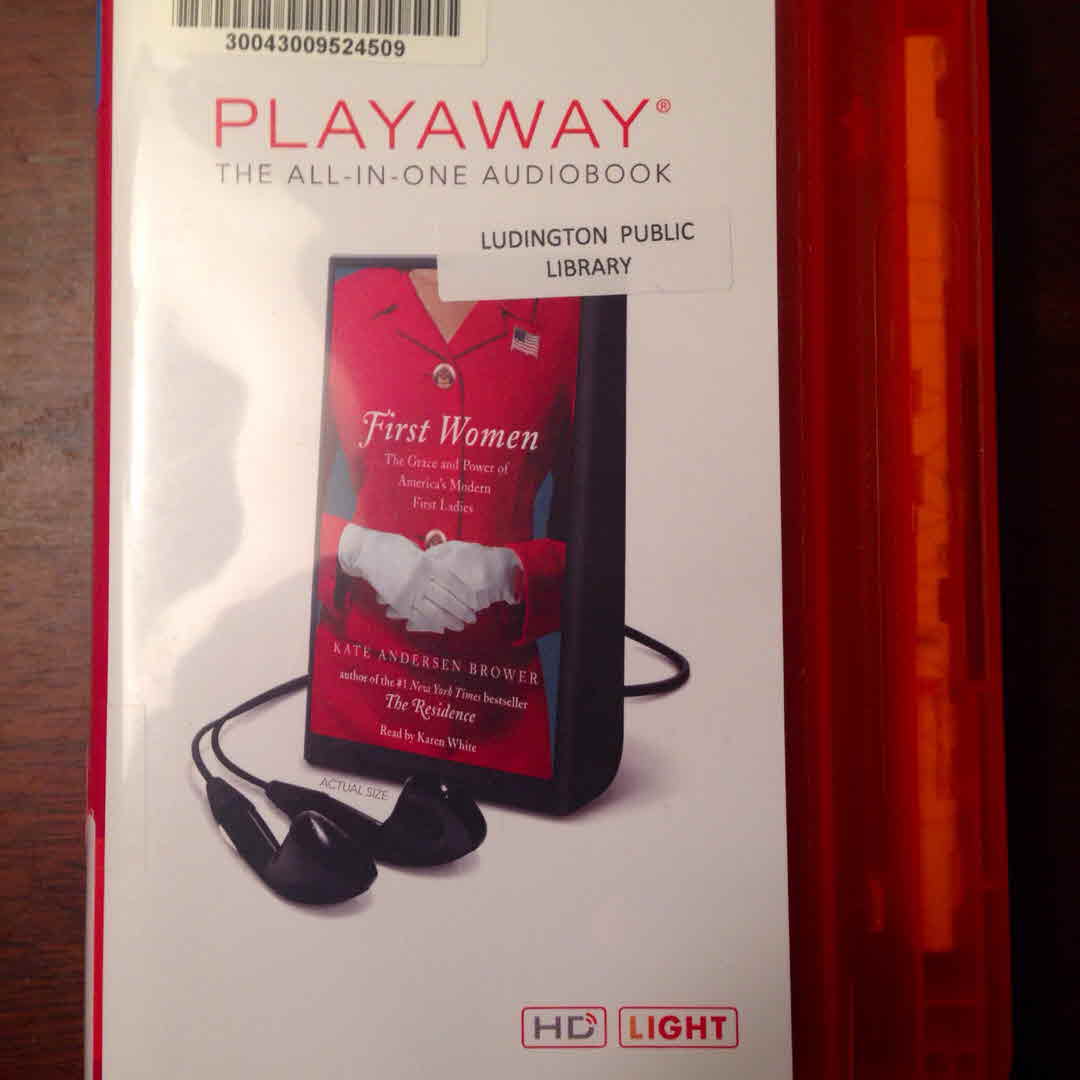 30043009524509
PLAYAWAY®
THE ALL-IN-ONE AUDIOBOOK
LUDINGTON PUBLIC
LIBRARY
First Women
The Grace and Power of
America's Modern
First Ladies
KATE ANDERSEN BROWER
author of the #1 New York Times bestseller
The Residence
Read by Karen White
ACTUAL SIZE
HD LIGHT